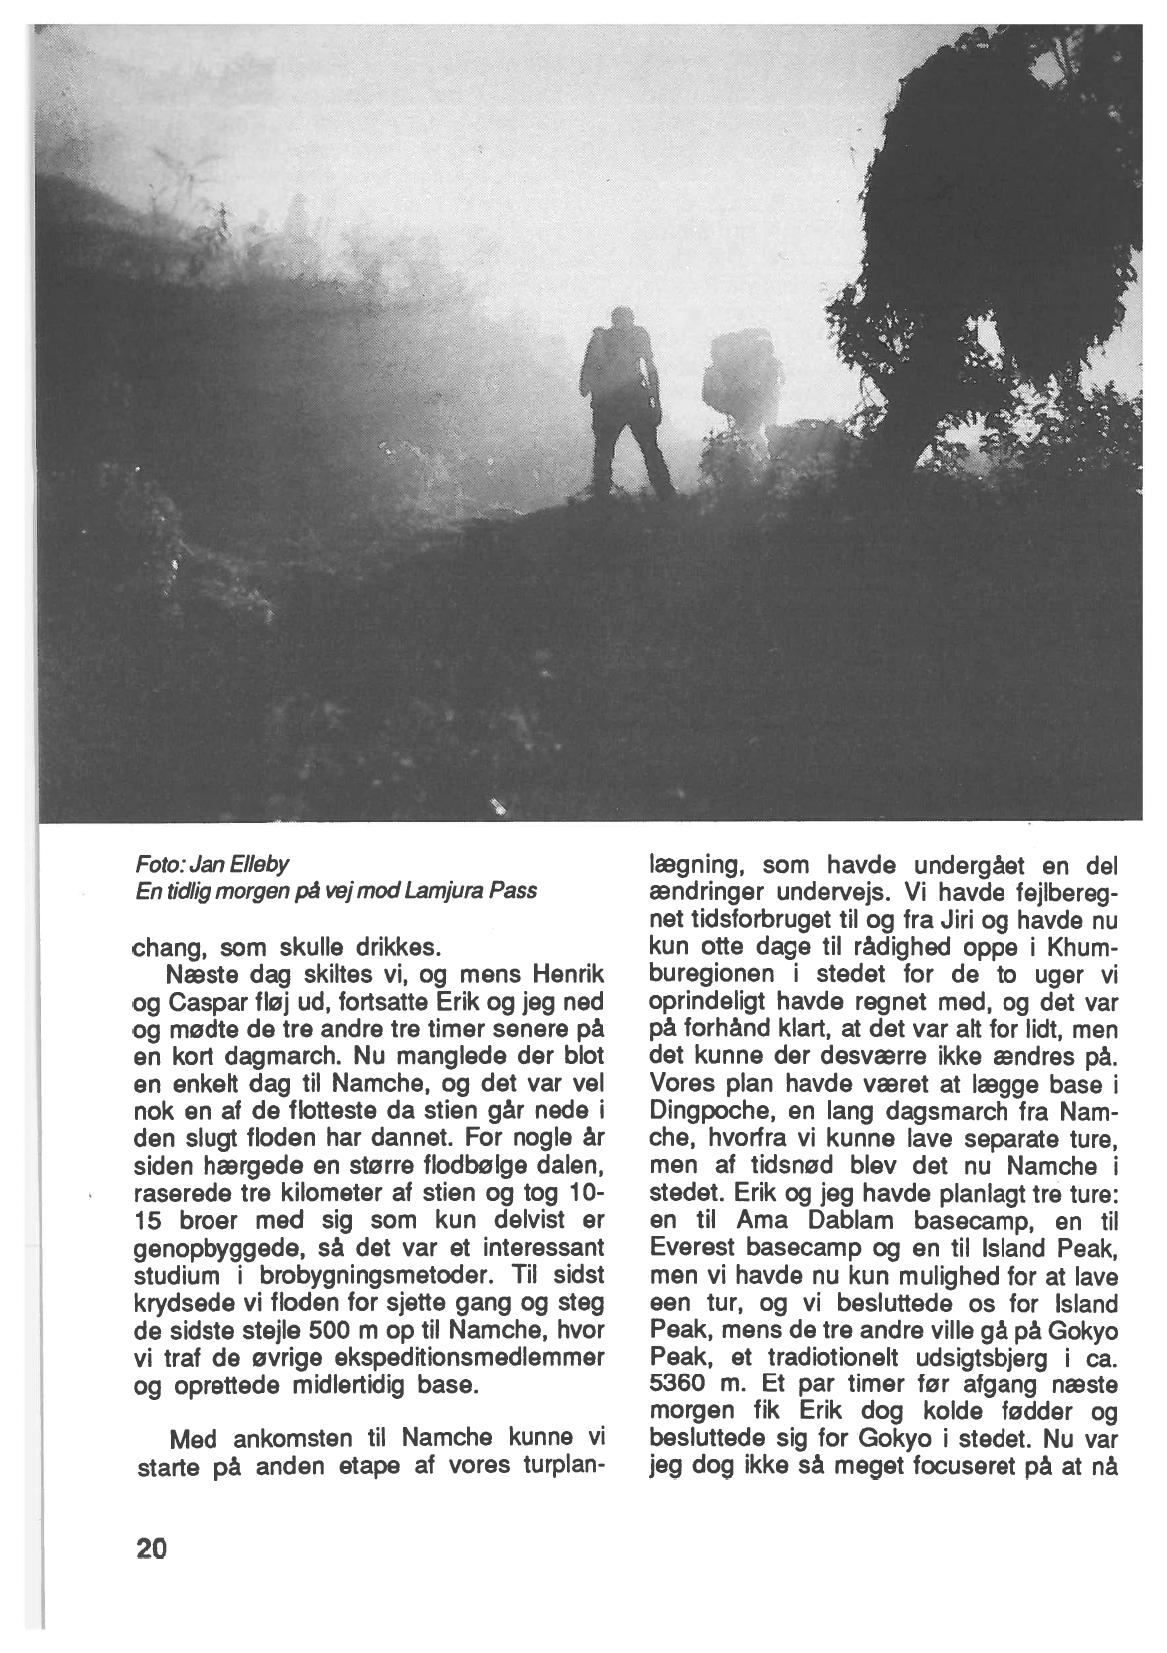 Foto: Jan Elleby
En tidlig morgen på vej mod Lamjura Pass
chang, som skulle drikkes.
Næste dag skiltes vi, og mens Henrik
og Caspar fløj ud, fortsatte Erik og jeg ned
og mødte de tre andre tre timer senere på
en kort dagmarch. Nu manglede der blot
en enkelt dag til Namche, og det var vel
nok en af de flotteste da stien går nede i
den slugt floden har dannet. For nogle år
siden hærgede en større flodbølge dalen,
raserede tre kilometer af stien og tog 10-
15 broer med sig som kun delvist er
genopbyggede, så det var et interessant
studium i brobygningsmetoder. Til sidst
krydsede vi floden for sjette gang og steg
de sidste stejle 500 m op til Namche, hvor
vi traf de øvrige ekspeditionsmedlemmer
og oprettede midlertidig base.
Med ankomsten til Namche kunne vi
starte på anden etape af vores turplan-
lægning, som havde undergået en del
ændringer undervejs. Vi havde fejlbereg-
net tidsforbruget til og fra Jiri og havde nu
kun otte dage til rådighed oppe i Khum-
buregionen i stedet for de to uger vi
oprindeligt havde regnet med, og det var
på forhånd klart, at det var alt for lidt, men
det kunne der desværre ikke ændres på.
Vores plan havde været at lægge base i
Dingpoche, en lang dagsmarch fra Nam-
che, hvorfra vi kunne lave separate ture,
men af tidsnød blev det nu Namche i
stedet. Erik og jeg havde planlagt tre ture:
en til Ama Dablam basecamp, en til
Everest basecamp og en til Island Peak,
men vi havde nu kun mulighed for at lave
een tur, og vi besluttede os for Island
Peak, mens de tre andre ville gå på Gokyo
Peak, et tradiotionelt udsigtsbjerg i ca.
5360 m. Et par timer før afgang næste
morgen fik Erik dog kolde fødder og
besluttede sig for Gokyo i stedet. Nu var
jeg dog ikke så meget focuseret på at nå
20